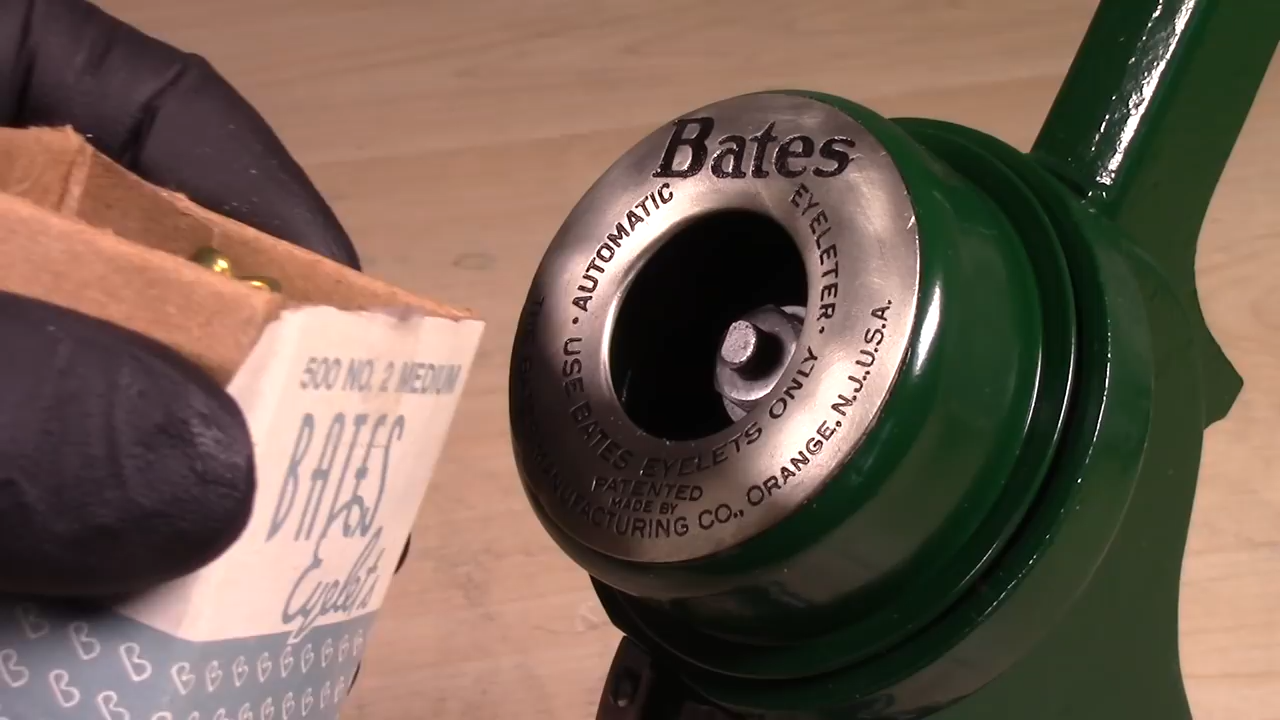 500 NO. 2 MEDIUM
BATES
Eyelets
B B B B B B B B B B B B
Bates
AUTOMATIC EYELETER
USE BATES EYELETS ONLY
PATENTED
MADE BY
MANUFACTURING CO., ORANGE, N.J.U.S.A.